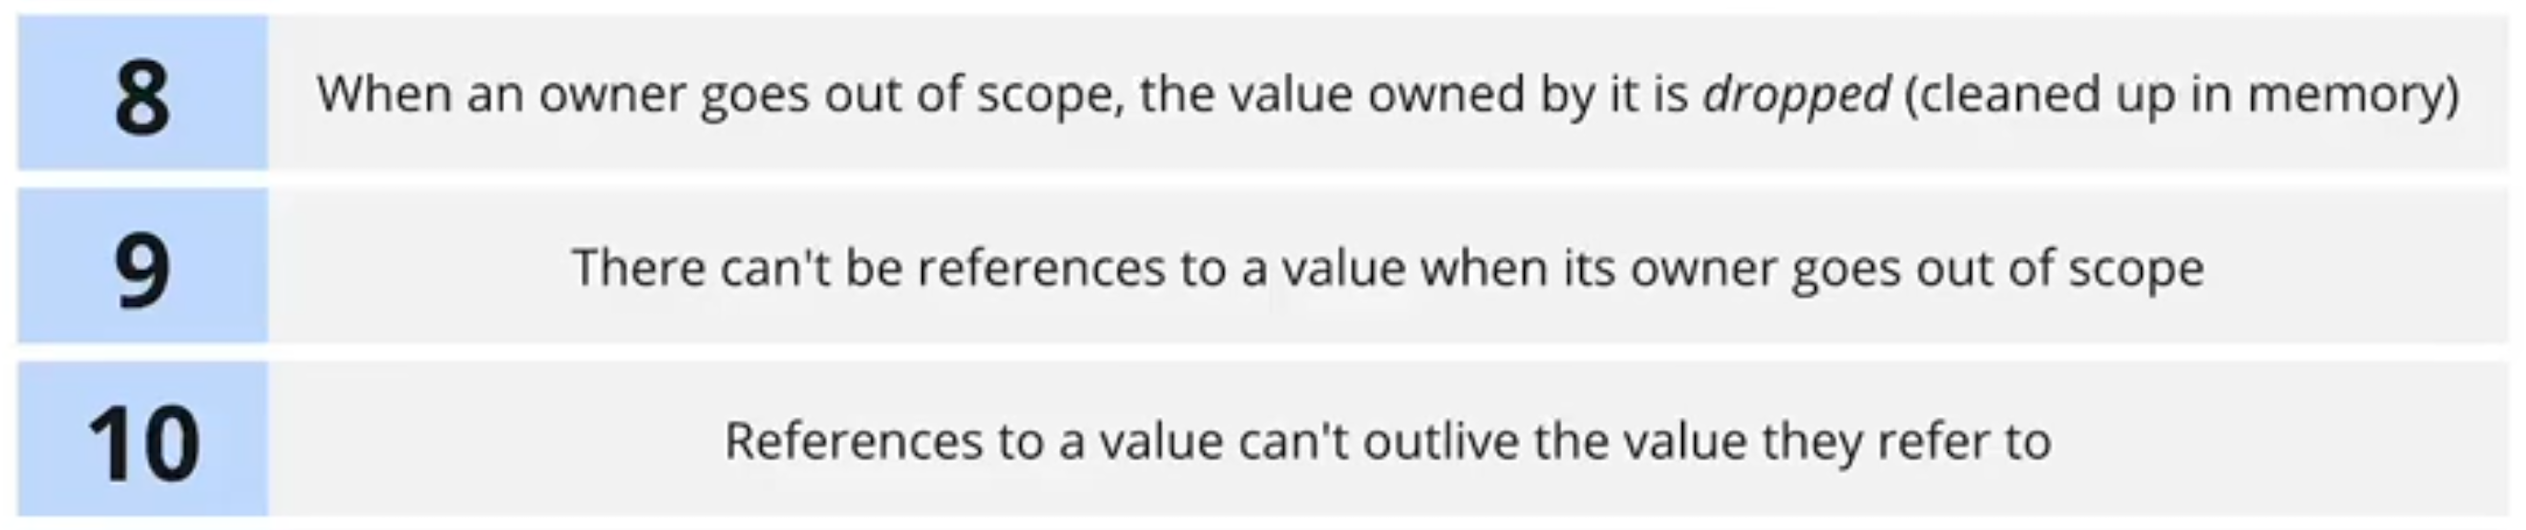 8 When an owner goes out of scope, the value owned by it is dropped (cleaned up in memory)
9 There can't be references to a value when its owner goes out of scope
10 References to a value can't outlive the value they refer to